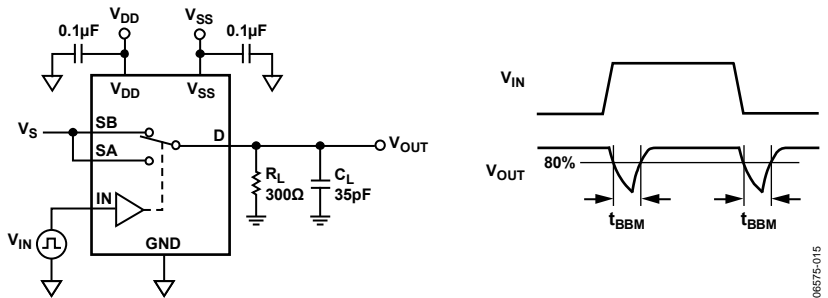 VDD
VSS
0.1µF
0.1µF
VDD
VSS
VS
SB
D
VOUT
SA
RL
300Ω
CL
35pF
IN
VIN
GND
VIN
VOUT
80%
tBBM
tBBM
06575-015